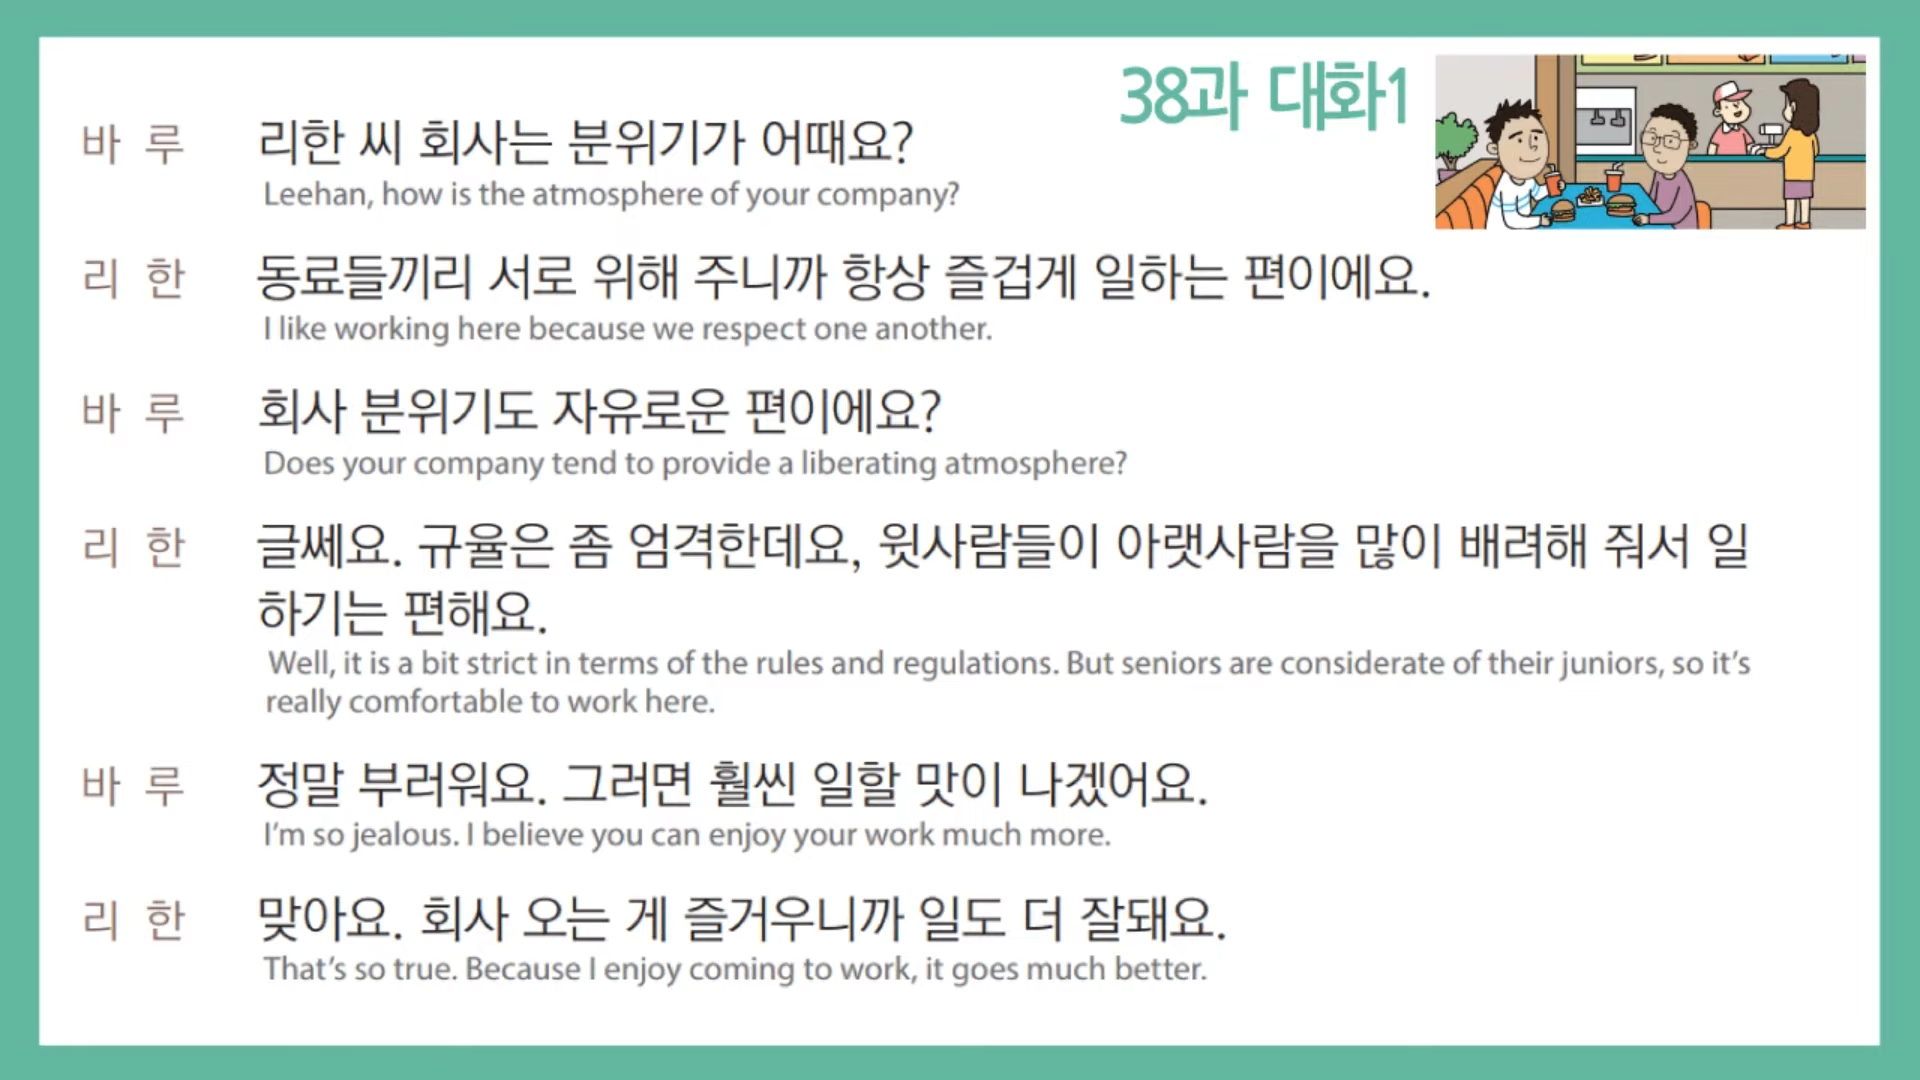 38과 대화1
바 루 리한 씨 회사는 분위기가 어때요?
Leehan, how is the atmosphere of your company?
리 한 동료들끼리 서로 위해 주니까 항상 즐겁게 일하는 편이에요.
I like working here because we respect one another.
바 루 회사 분위기도 자유로운 편이에요?
Does your company tend to provide a liberating atmosphere?
리 한 글쎄요. 규율은 좀 엄격한데요, 윗사람들이 아랫사람을 많이 배려해 줘서 일
하기는 편해요.
Well, it is a bit strict in terms of the rules and regulations. But seniors are considerate of their juniors, so it's
really comfortable to work here.
바 루 정말 부러워요. 그러면 훨씬 일할 맛이 나겠어요.
I'm so jealous. I believe you can enjoy your work much more.
리 한 맞아요. 회사 오는 게 즐거우니까 일도 더 잘돼요.
That's so true. Because I enjoy coming to work, it goes much better.